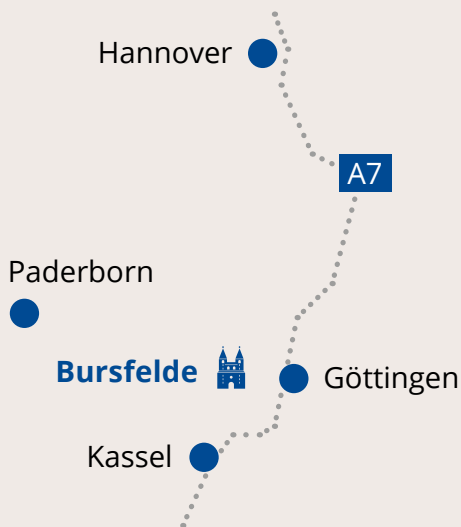 Hannover
A7
Paderborn
Bursfelde
Göttingen
Kassel